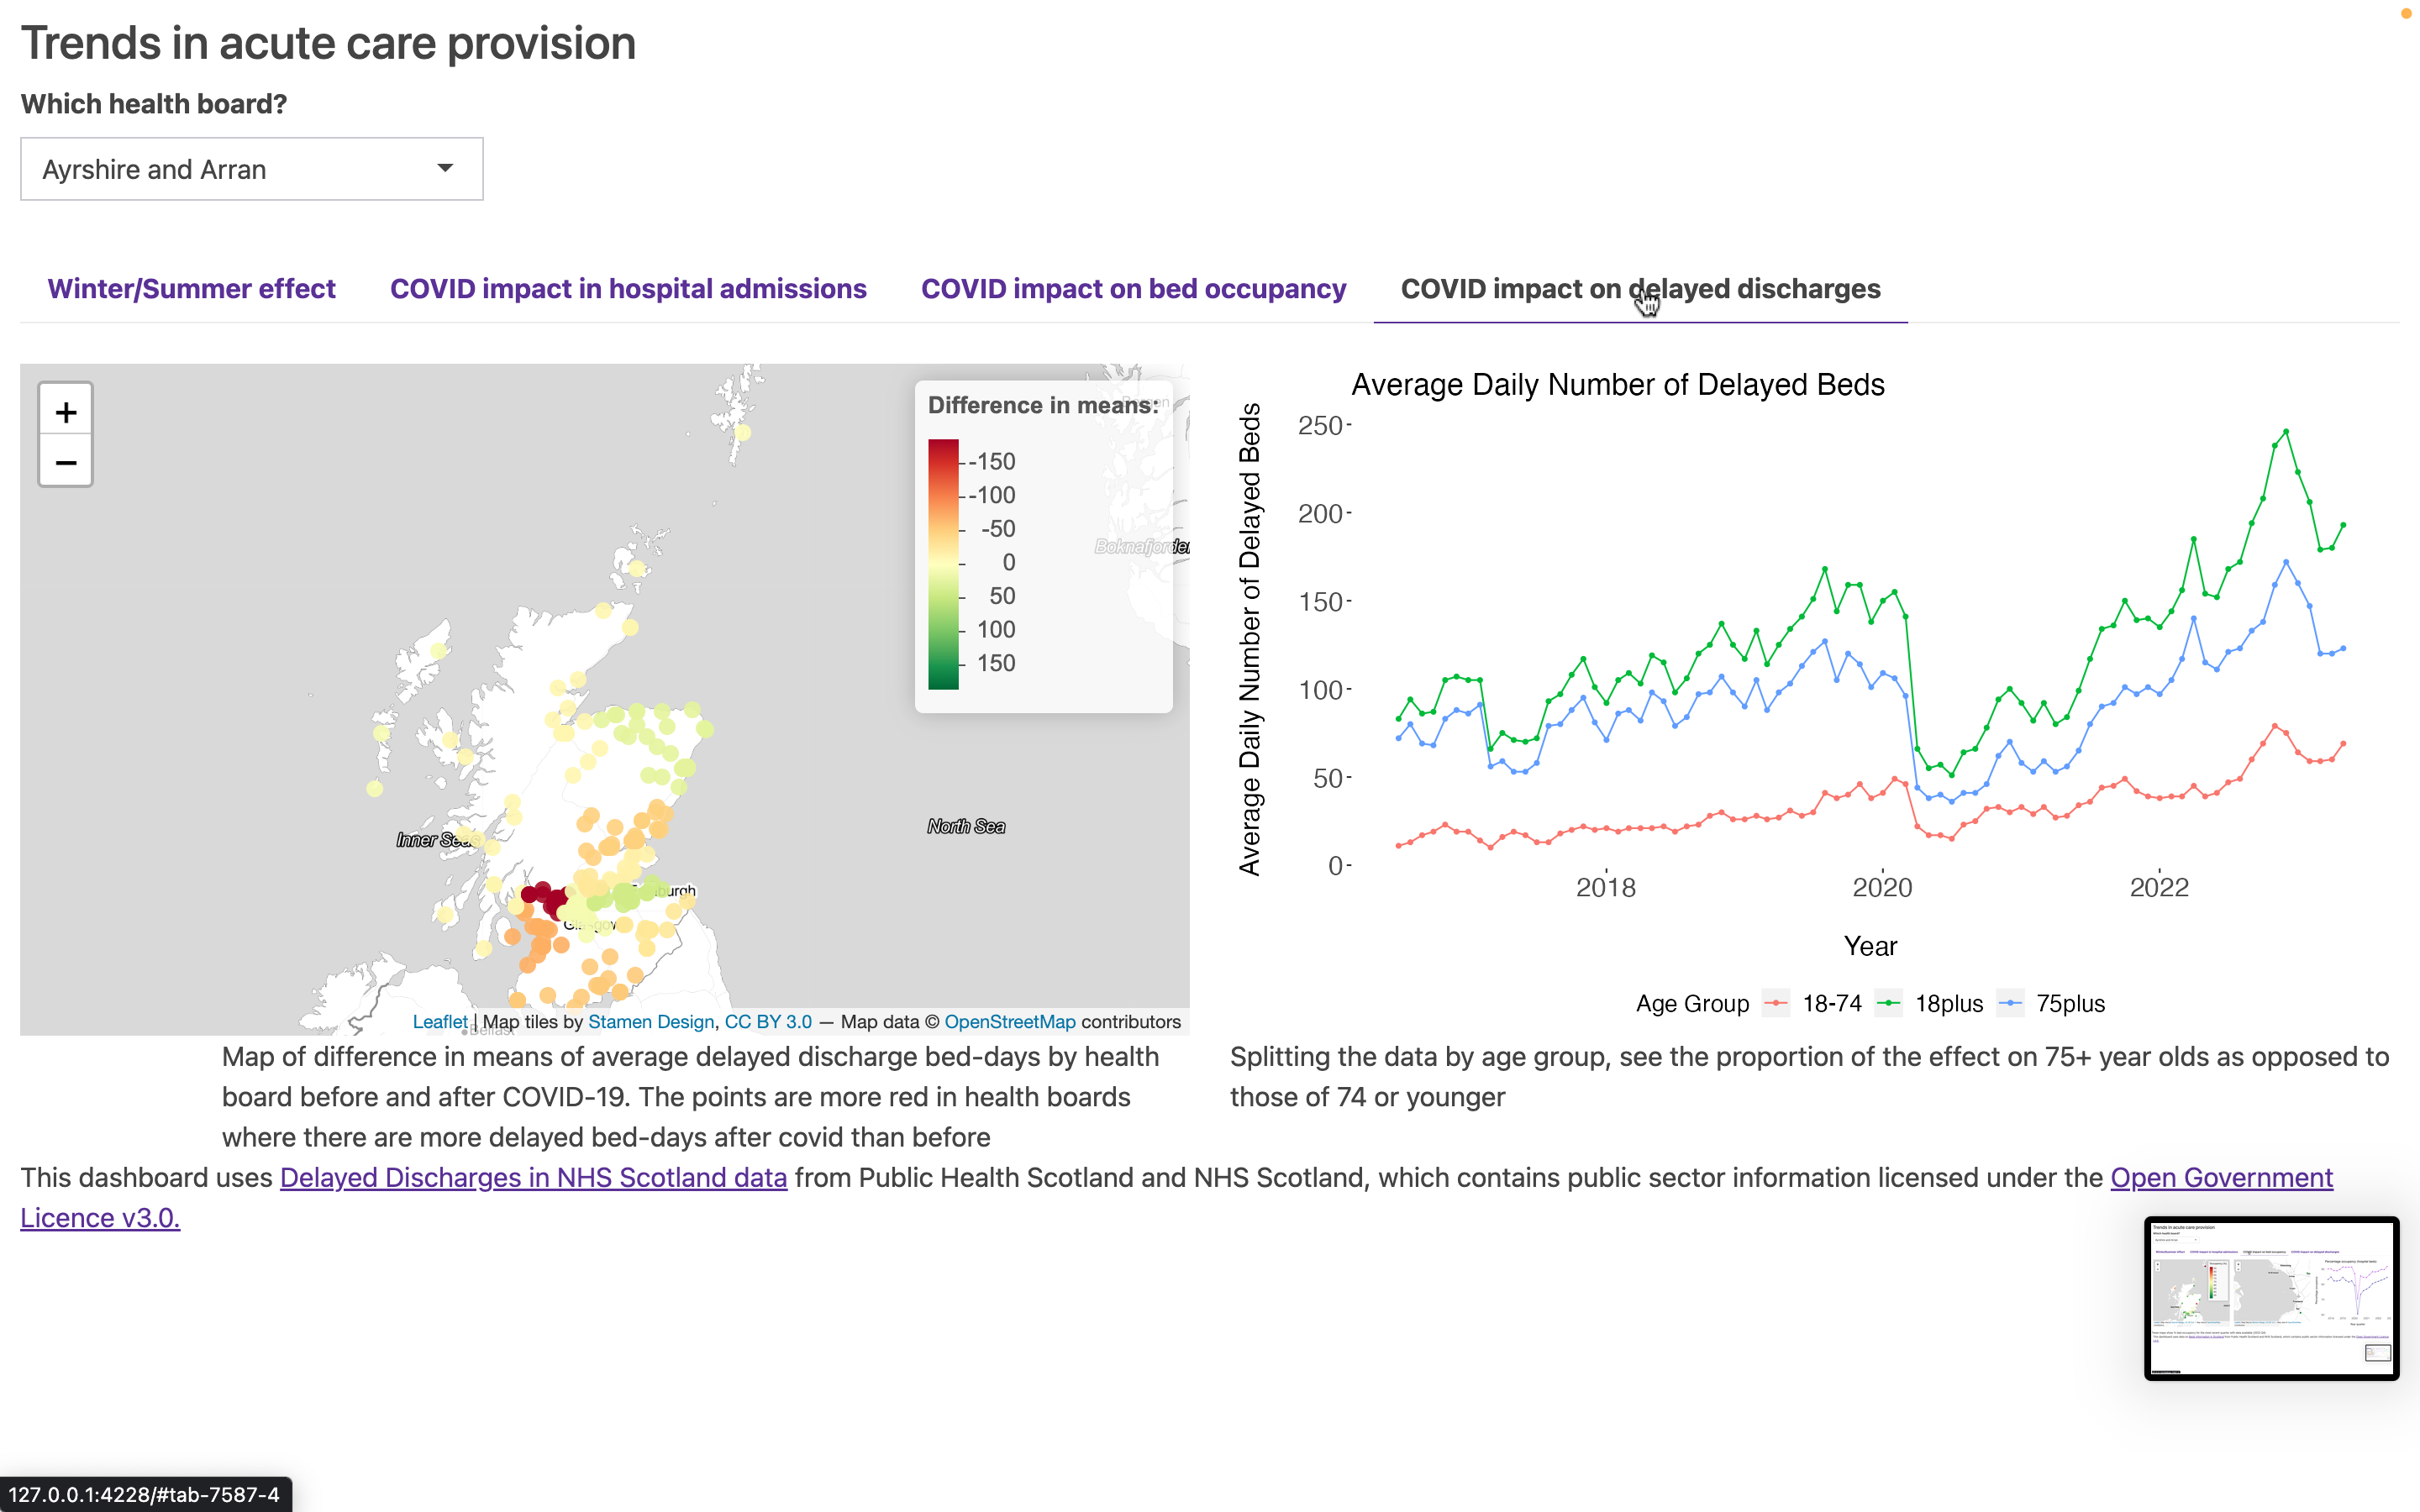 Trends in acute care provision
Which health board?
Ayrshire and Arran
Winter/Summer effect
COVID impact in hospital admissions
COVID impact on bed occupancy
COVID impact on delayed discharges
+
−
Difference in means:
-150
-100
-50
0
50
100
150
Bergen
Boknafjorden
North Sea
Inner Seas
Edinburgh
Glasgow
Belfast
Leaflet | Map tiles by Stamen Design, CC BY 3.0 — Map data © OpenStreetMap contributors
Average Daily Number of Delayed Beds
Average Daily Number of Delayed Beds
250
200
150
100
50
0
2018
2020
2022
Year
Age Group 18-74 18plus 75plus
Map of difference in means of average delayed discharge bed-days by health
board before and after COVID-19. The points are more red in health boards
where there are more delayed bed-days after covid than before
Splitting the data by age group, see the proportion of the effect on 75+ year olds as opposed to
those of 74 or younger
This dashboard uses Delayed Discharges in NHS Scotland data from Public Health Scotland and NHS Scotland, which contains public sector information licensed under the Open Government
Licence v3.0.
Trends in acute care provision
127.0.0.1:4228/#tab-7587-4